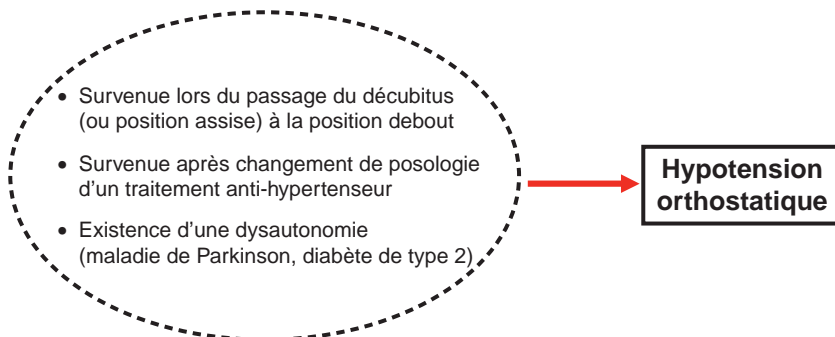 • Survenue lors du passage du décubitus
(ou position assise) à la position debout
• Survenue après changement de posologie
d'un traitement anti-hypertenseur
• Existence d'une dysautonomie
(maladie de Parkinson, diabète de type 2)
Hypotension
orthostatique